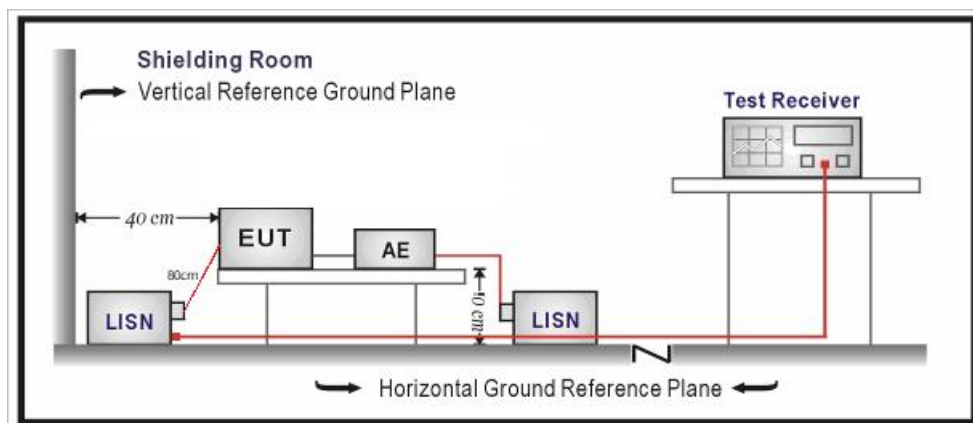 Shielding Room
Vertical Reference Ground Plane
Test Receiver
40 cm
EUT
AE
80cm
LISN
LISN
Horizontal Ground Reference Plane